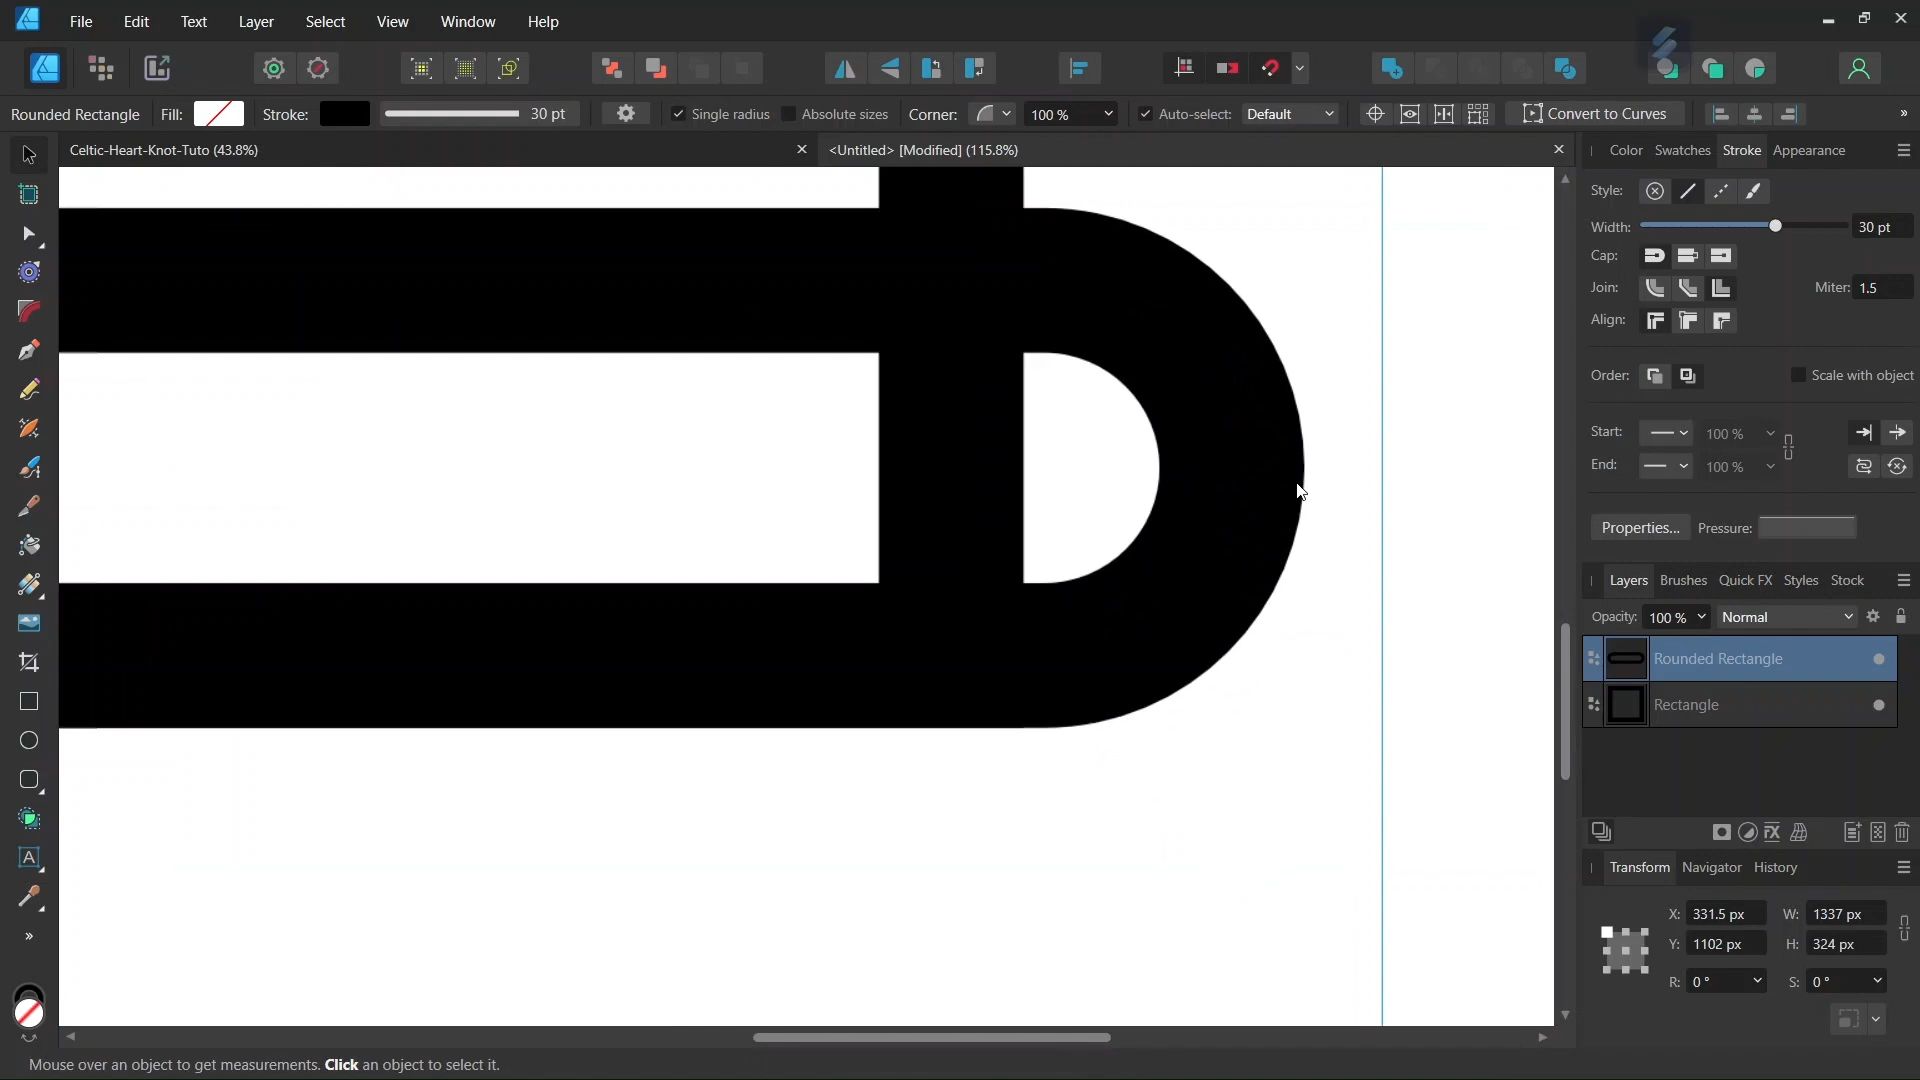 File Edit Text Layer Select View Window Help
Rounded Rectangle Fill: Stroke: 30 pt Single radius Absolute sizes Corner: 100 % Auto-select: Default Convert to Curves »
Celtic-Heart-Knot-Tuto (43.8%) <Untitled> [Modified] (115.8%)
Color Swatches Stroke Appearance
Style:
Width: 30 pt
Cap:
Join: Miter: 1.5
Align:
Order: Scale with object
Start: 100 %
End: 100 %
Properties... Pressure:
Layers Brushes Quick FX Styles Stock
Opacity: 100 % Normal
Rounded Rectangle
Rectangle
Transform Navigator History
X: 331.5 px W: 1337 px
Y: 1102 px H: 324 px
R: 0 ° S: 0 °
Mouse over an object to get measurements. Click an object to select it.